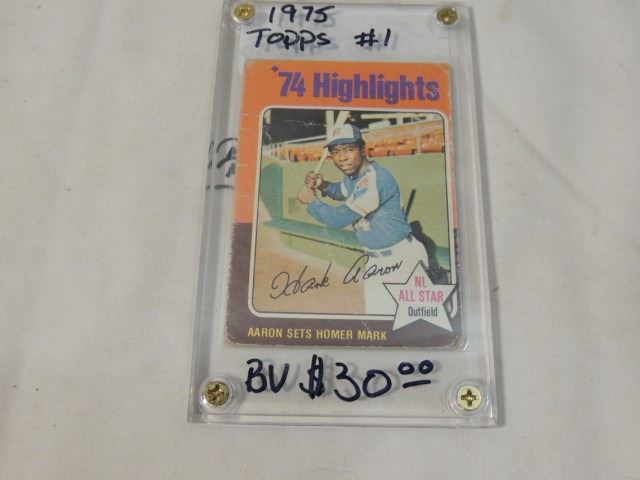 1975
TOPPS #1
'74 Highlights
Hank Aaron
NL
ALL STAR
Outfield
AARON SETS HOMER MARK
BV $30.00